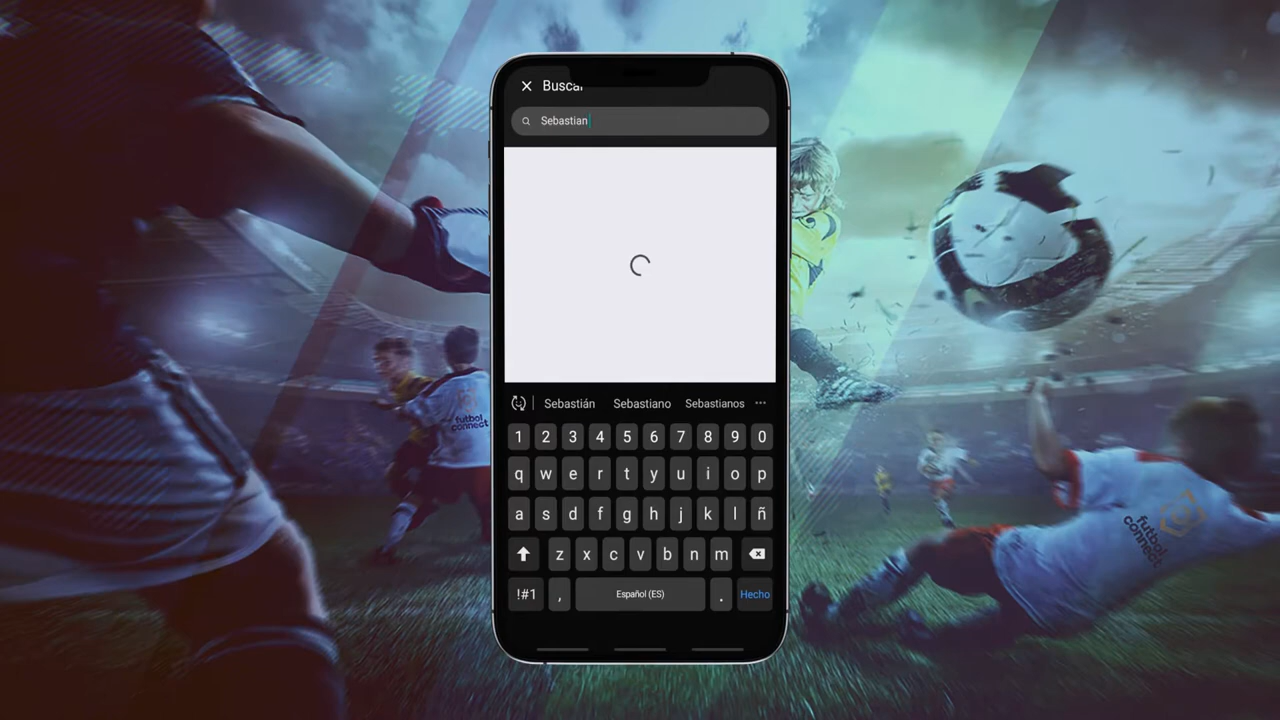 Buscar
Sebastian
Sebastián Sebastiano Sebastianos ...
1 2 3 4 5 6 7 8 9 0
q w e r t y u i o p
a s d f g h j k l ñ
z x c v b n m
!#1 , Español (ES) . Hecho
futbol
connect
futbol
connect